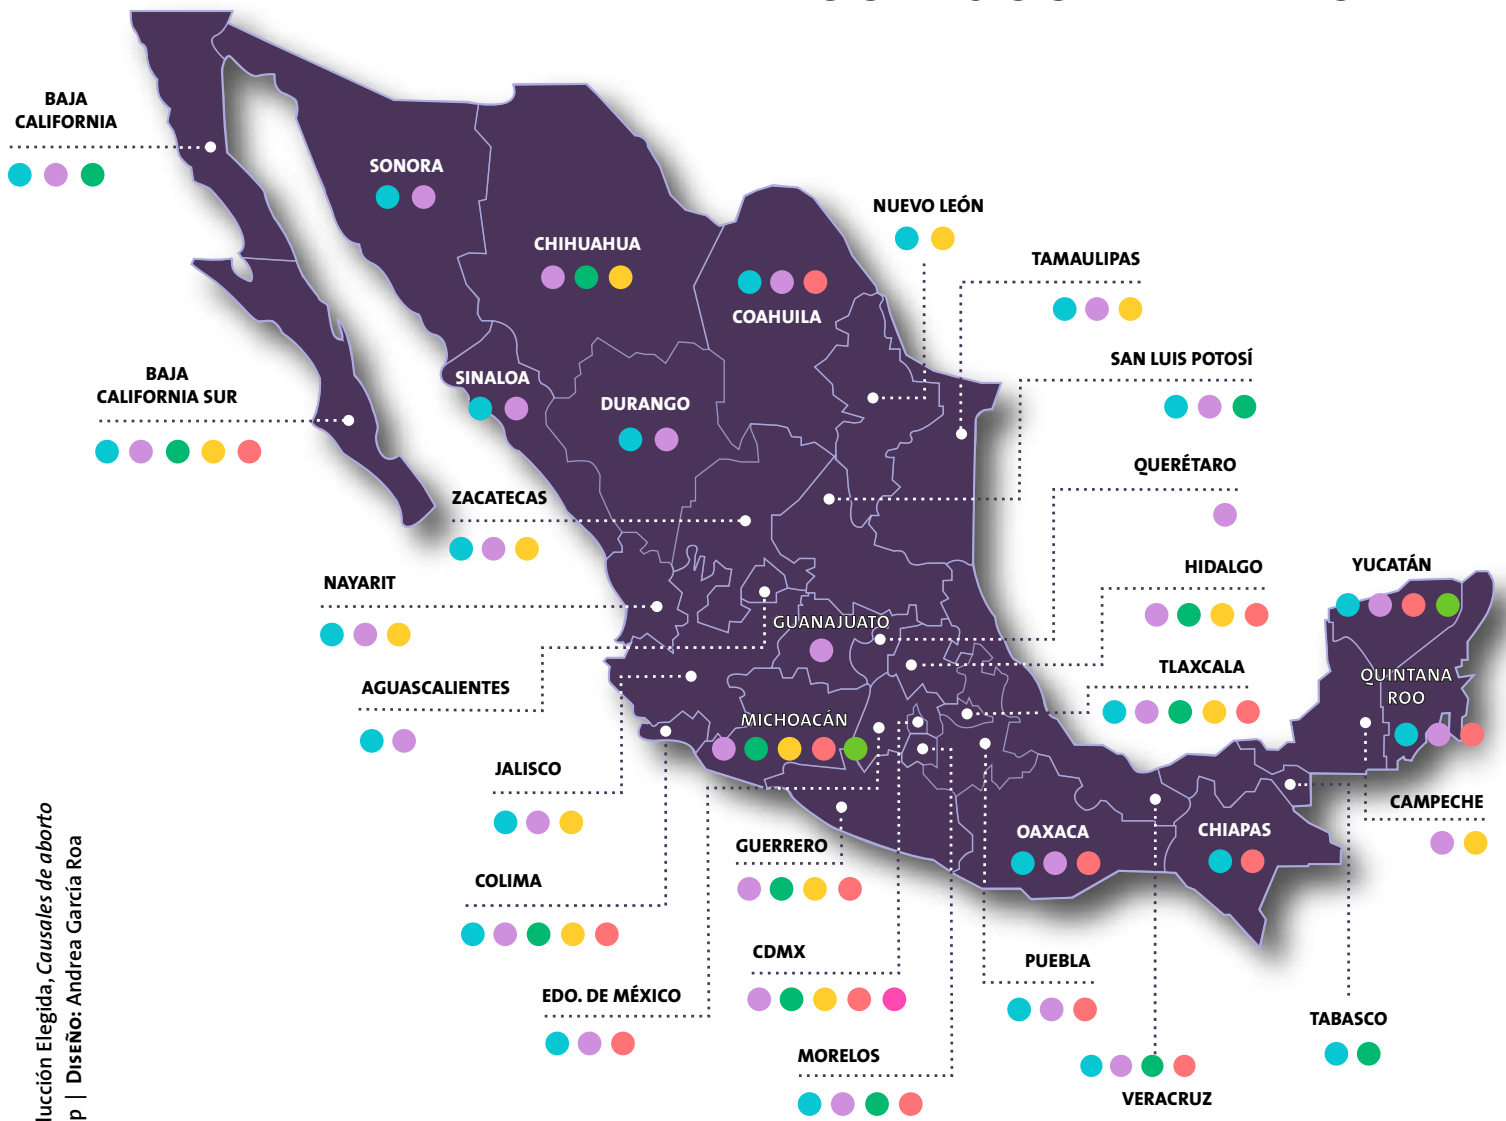 BAJA
CALIFORNIA
SONORA
CHIHUAHUA
COAHUILA
NUEVO LEÓN
TAMAULIPAS
SAN LUIS POTOSÍ
BAJA
CALIFORNIA SUR
SINALOA
DURANGO
QUERÉTARO
ZACATECAS
HIDALGO
YUCATÁN
NAYARIT
GUANAJUATO
TLAXCALA
QUINTANA
ROO
AGUASCALIENTES
MICHOACÁN
JALISCO
CAMPECHE
GUERRERO
OAXACA
CHIAPAS
COLIMA
CDMX
PUEBLA
EDO. DE MÉXICO
TABASCO
MORELOS
VERACRUZ
lucción Elegida, Causales de aborto
p | DISEÑO: Andrea García Roa